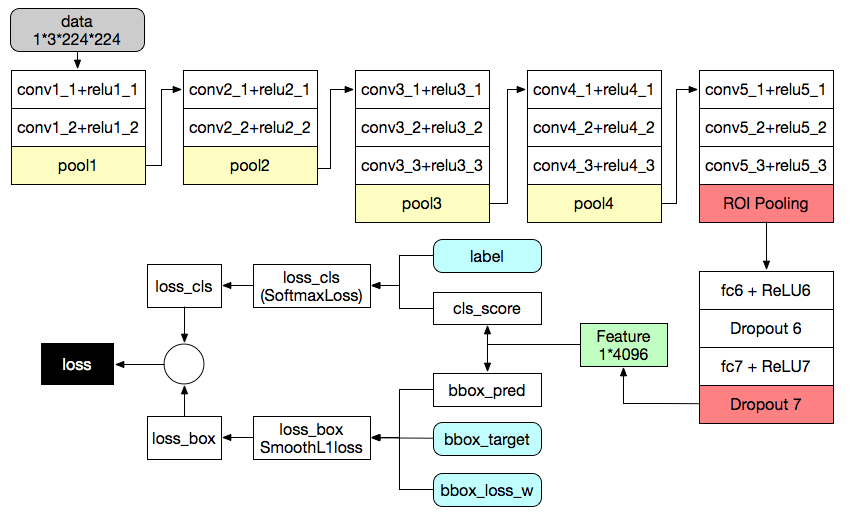 data
1*3*224*224
conv1_1+relu1_1
conv1_2+relu1_2
pool1
conv2_1+relu2_1
conv2_2+relu2_2
pool2
conv3_1+relu3_1
conv3_2+relu3_2
conv3_3+relu3_3
pool3
conv4_1+relu4_1
conv4_2+relu4_2
conv4_3+relu4_3
pool4
conv5_1+relu5_1
conv5_2+relu5_2
conv5_3+relu5_3
ROI Pooling
fc6 + ReLU6
Dropout 6
fc7 + ReLU7
Dropout 7
Feature
1*4096
label
cls_score
bbox_pred
bbox_target
bbox_loss_w
loss_cls
(SoftmaxLoss)
loss_cls
loss_box
SmoothL1loss
loss_box
loss